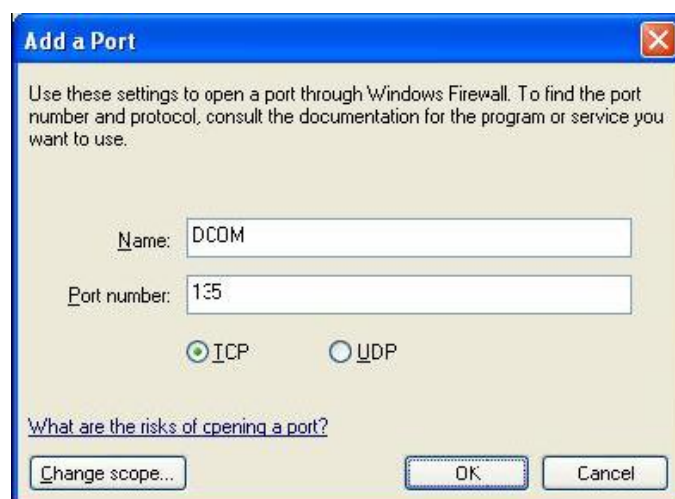 Add a Port
Use these settings to open a port through Windows Firewall. To find the port
number and protocol, consult the documentation for the program or service you
want to use.
Name: DCOM
Port number: 135
TCP UDP
What are the risks of opening a port?
Change scope... OK Cancel